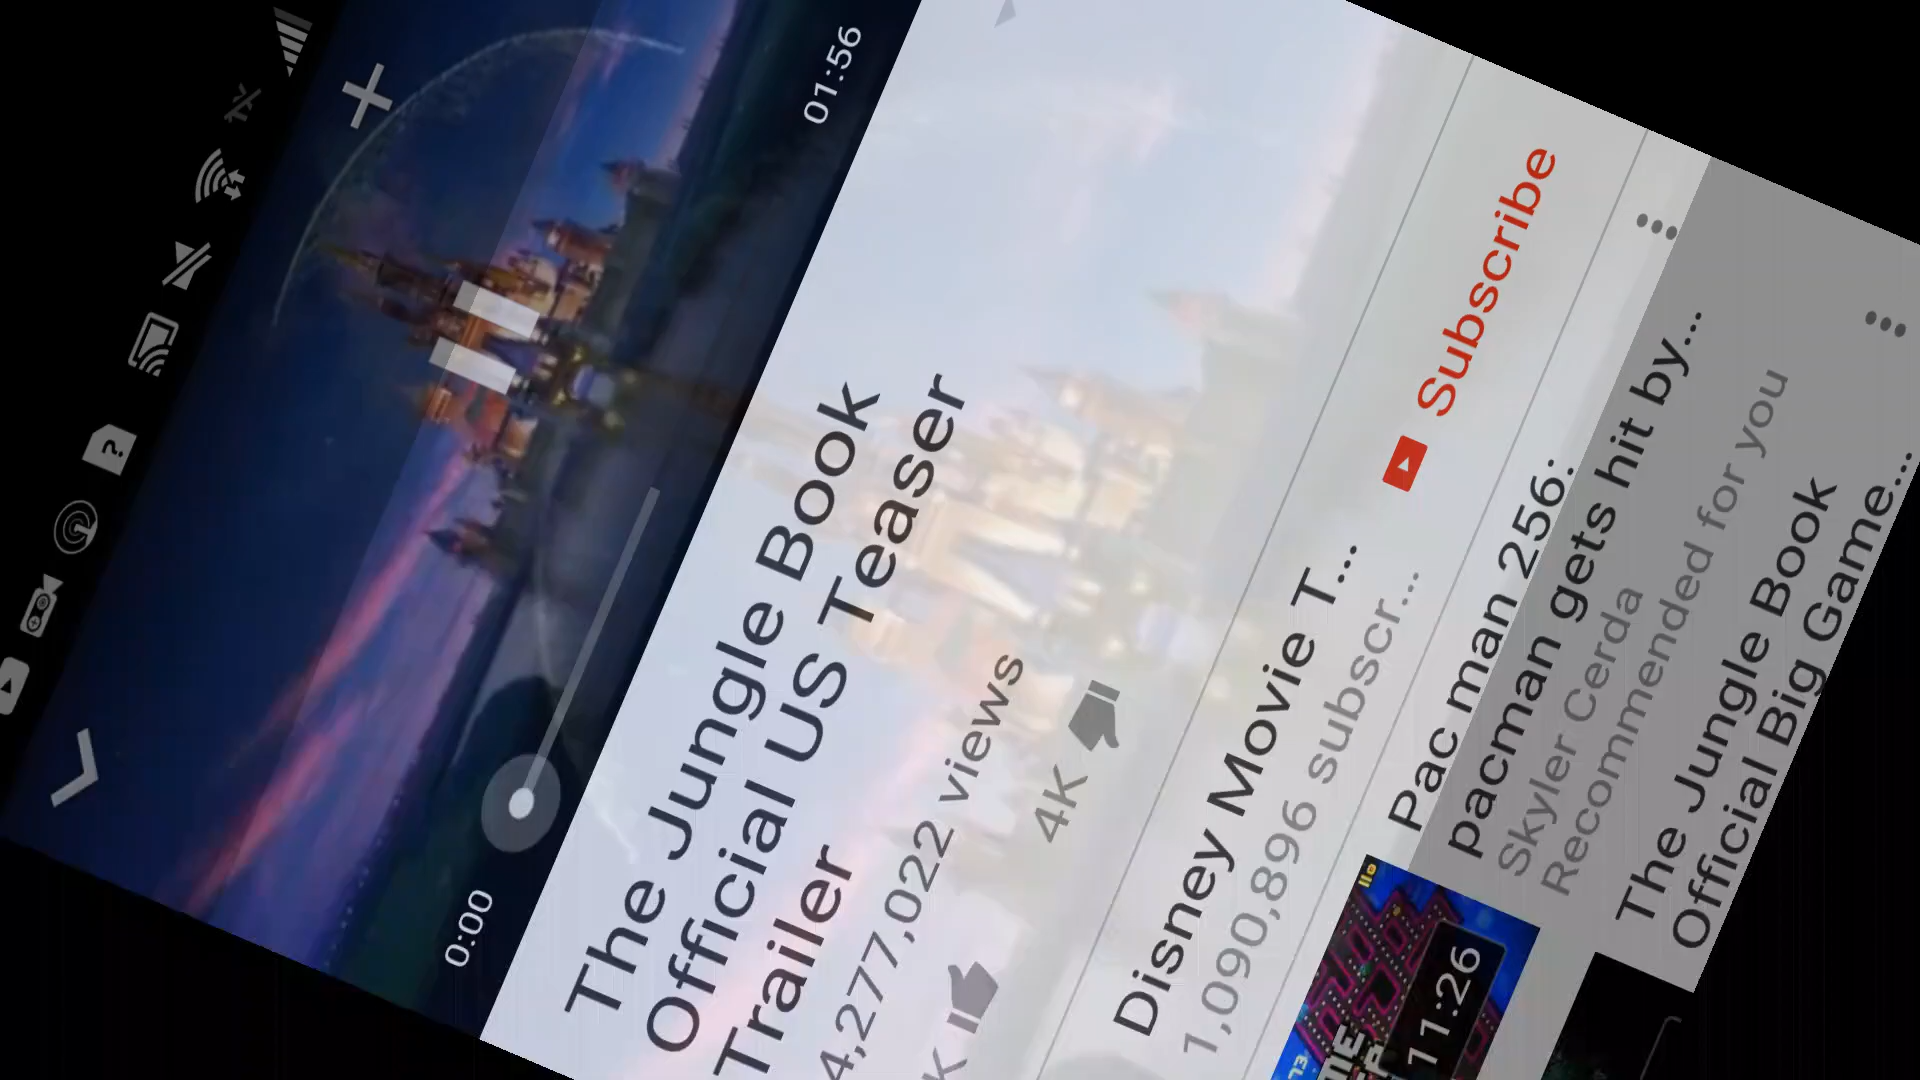 0:00
01:56
The Jungle Book
Official US Teaser
Trailer
4,277,022 views
K
4K
Disney Movie T...
1,090,896 subscr...
Subscribe
Pac man 256:
pacman gets hit by...
Skyler Cerda
Recommended for you
11:26
The Jungle Book
Official Big Game...